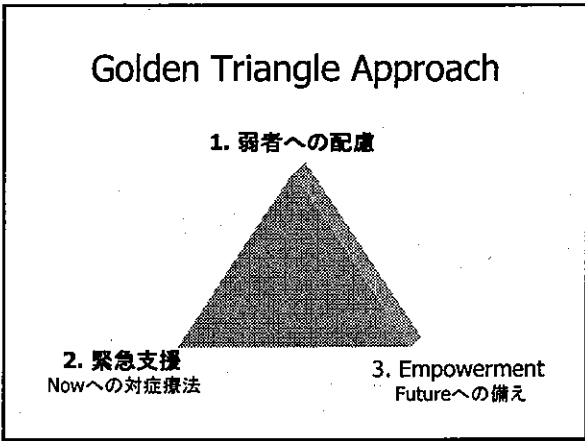 Golden Triangle Approach
1. 弱者への配慮
2. 緊急支援
Nowへの対症療法
3. Empowerment
Futureへの備え